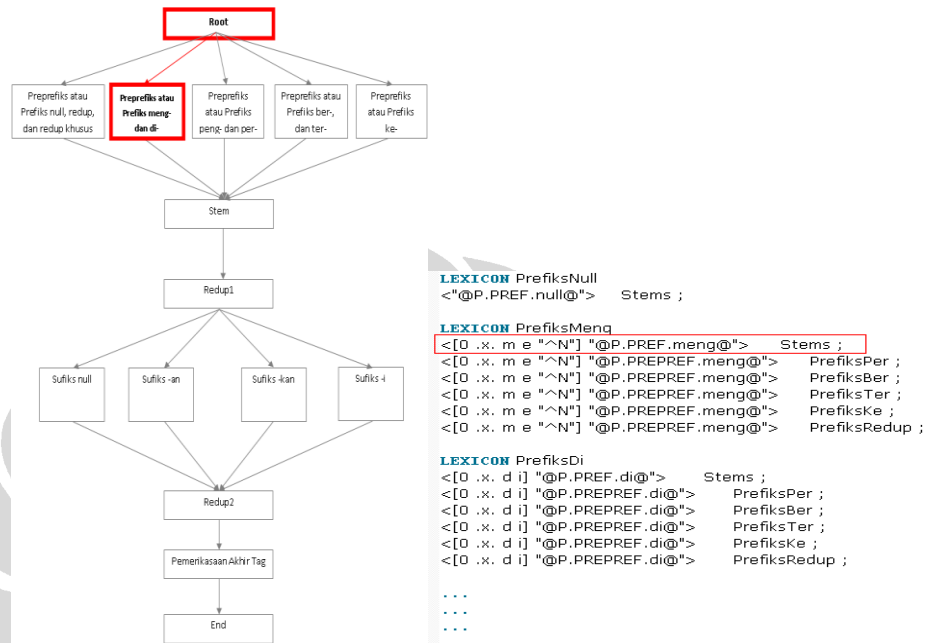 Root
Preprefiks atau
Prefiks null, redup,
dan redup khusus
Preprefiks atau
Prefiks meng-
dan di-
Preprefiks
atau Prefiks
peng- dan per-
Preprefiks atau
Prefiks ber-,
dan ter-
Preprefiks
atau Prefiks
ke-
Stem
Redup1
Sufiks null
Sufiks -an
Sufiks -kan
Sufiks -i
Redup2
Pemerikasaan Akhir Tag
End
LEXICON PrefiksNull
<"@P.PREF.null@"> Stems ;
LEXICON PrefiksMeng
<[0 .x. m e "^N"] "@P.PREF.meng@"> Stems ;
<[0 .x. m e "^N"] "@P.PREPREF.meng@"> PrefiksPer ;
<[0 .x. m e "^N"] "@P.PREPREF.meng@"> PrefiksBer ;
<[0 .x. m e "^N"] "@P.PREPREF.meng@"> PrefiksTer ;
<[0 .x. m e "^N"] "@P.PREPREF.meng@"> PrefiksKe ;
<[0 .x. m e "^N"] "@P.PREPREF.meng@"> PrefiksRedup ;
LEXICON PrefiksDi
<[0 .x. d i] "@P.PREF.di@"> Stems ;
<[0 .x. d i] "@P.PREPREF.di@"> PrefiksPer ;
<[0 .x. d i] "@P.PREPREF.di@"> PrefiksBer ;
<[0 .x. d i] "@P.PREPREF.di@"> PrefiksTer ;
<[0 .x. d i] "@P.PREPREF.di@"> PrefiksKe ;
<[0 .x. d i] "@P.PREPREF.di@"> PrefiksRedup ;
...
...
...